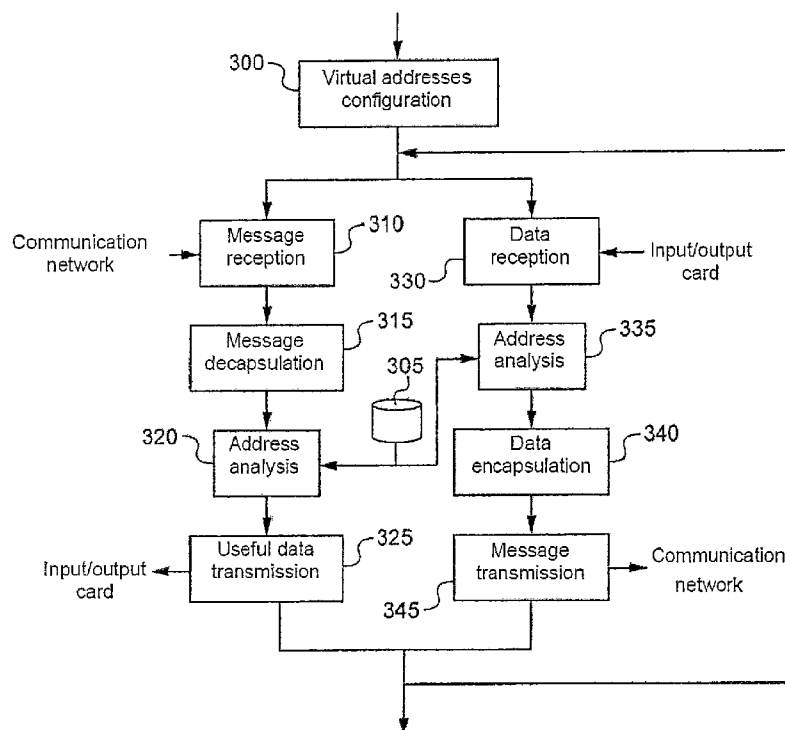 300
Virtual addresses
configuration
Communication
network
Message
reception
310
Data
reception
330
Input/output
card
Message
decapsulation
315
305
Address
analysis
335
320
Address
analysis
Data
encapsulation
340
Input/output
card
Useful data
transmission
325
Message
transmission
345
Communication
network